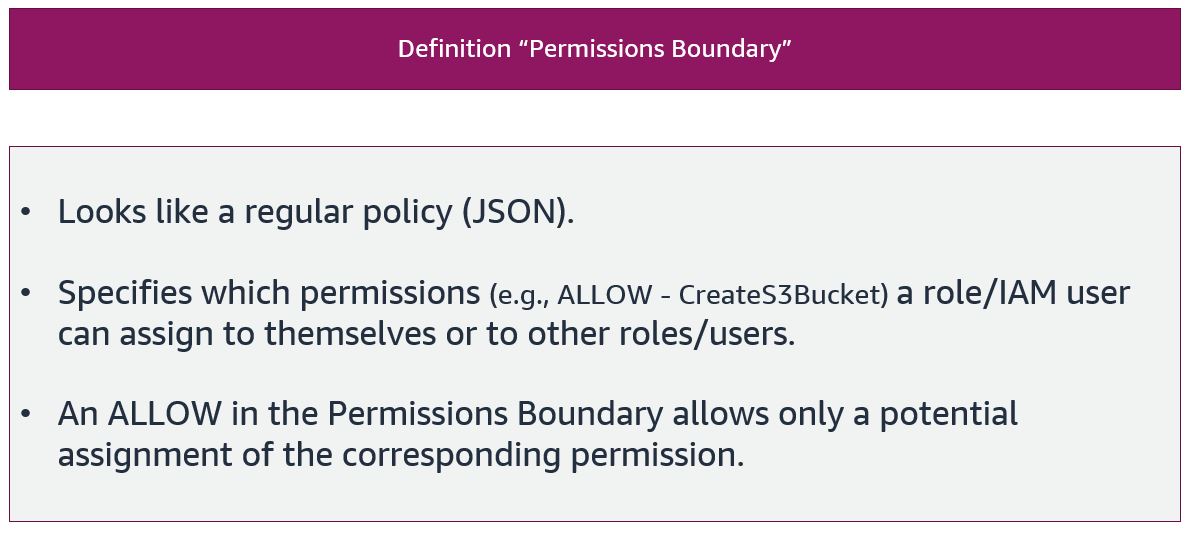 Definition “Permissions Boundary”
• Looks like a regular policy (JSON).
• Specifies which permissions (e.g., ALLOW - CreateS3Bucket) a role/IAM user
can assign to themselves or to other roles/users.
• An ALLOW in the Permissions Boundary allows only a potential
assignment of the corresponding permission.